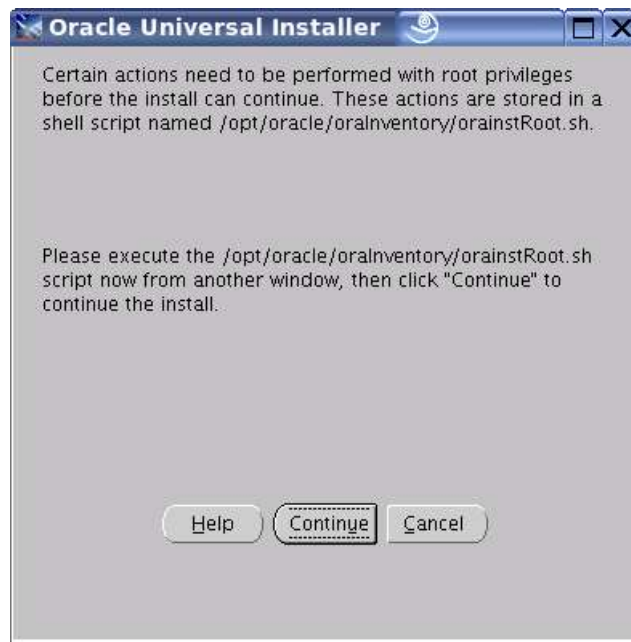 Oracle Universal Installer
Certain actions need to be performed with root privileges
before the install can continue. These actions are stored in a
shell script named /opt/oracle/oraInventory/orainstRoot.sh.
Please execute the /opt/oracle/oraInventory/orainstRoot.sh
script now from another window, then click "Continue" to
continue the install.
Help Continue Cancel